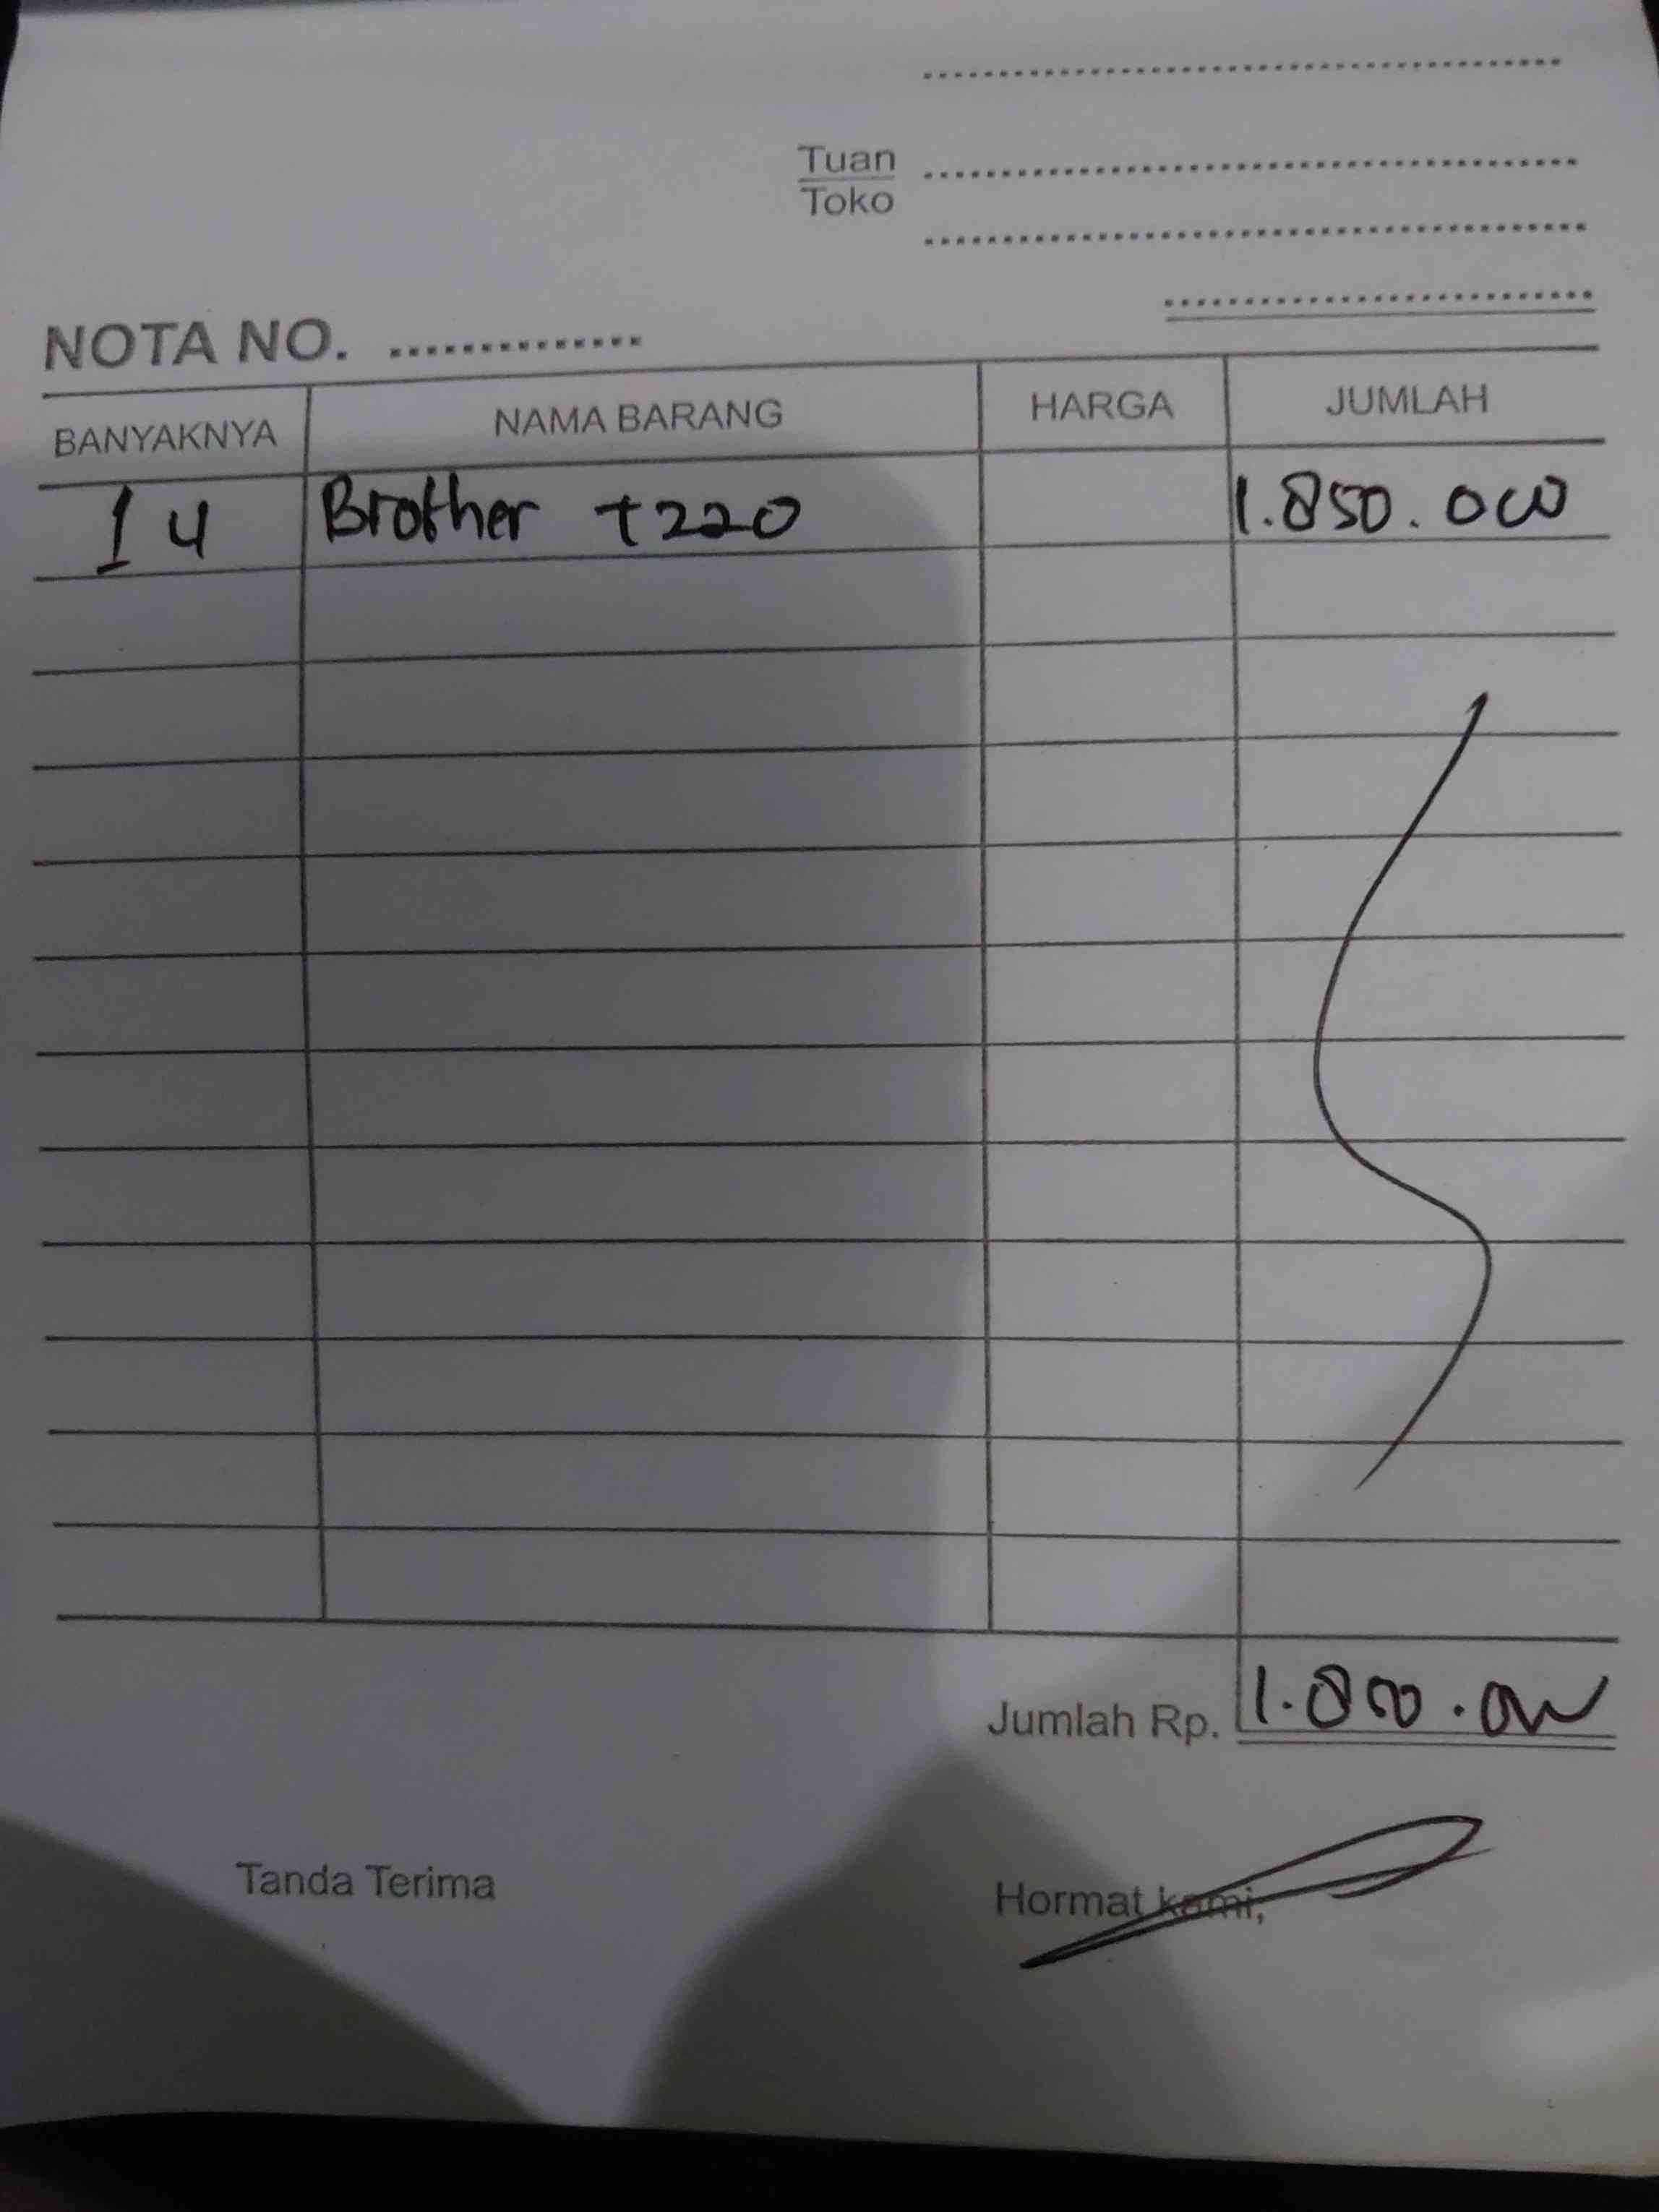 Tuan
Toko
NOTA NO.
BANYAKNYA NAMA BARANG HARGA JUMLAH
1 u Brother t220 1.850.000
Jumlah Rp. 1.850.000
Tanda Terima Hormat kami,